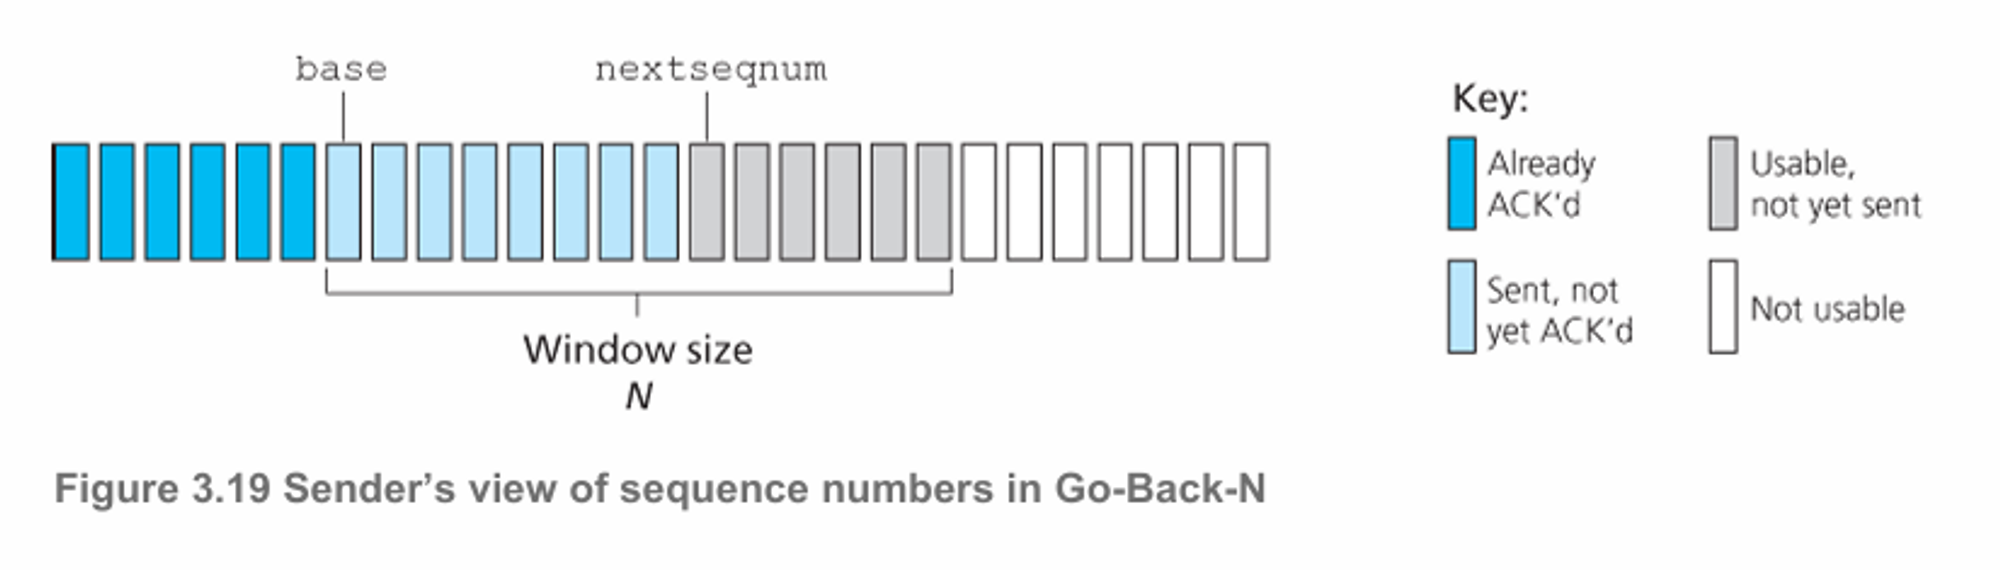 base
nextseqnum
Window size
N
Key:
Already
ACK’d
Sent, not
yet ACK’d
Usable,
not yet sent
Not usable
Figure 3.19 Sender’s view of sequence numbers in Go-Back-N